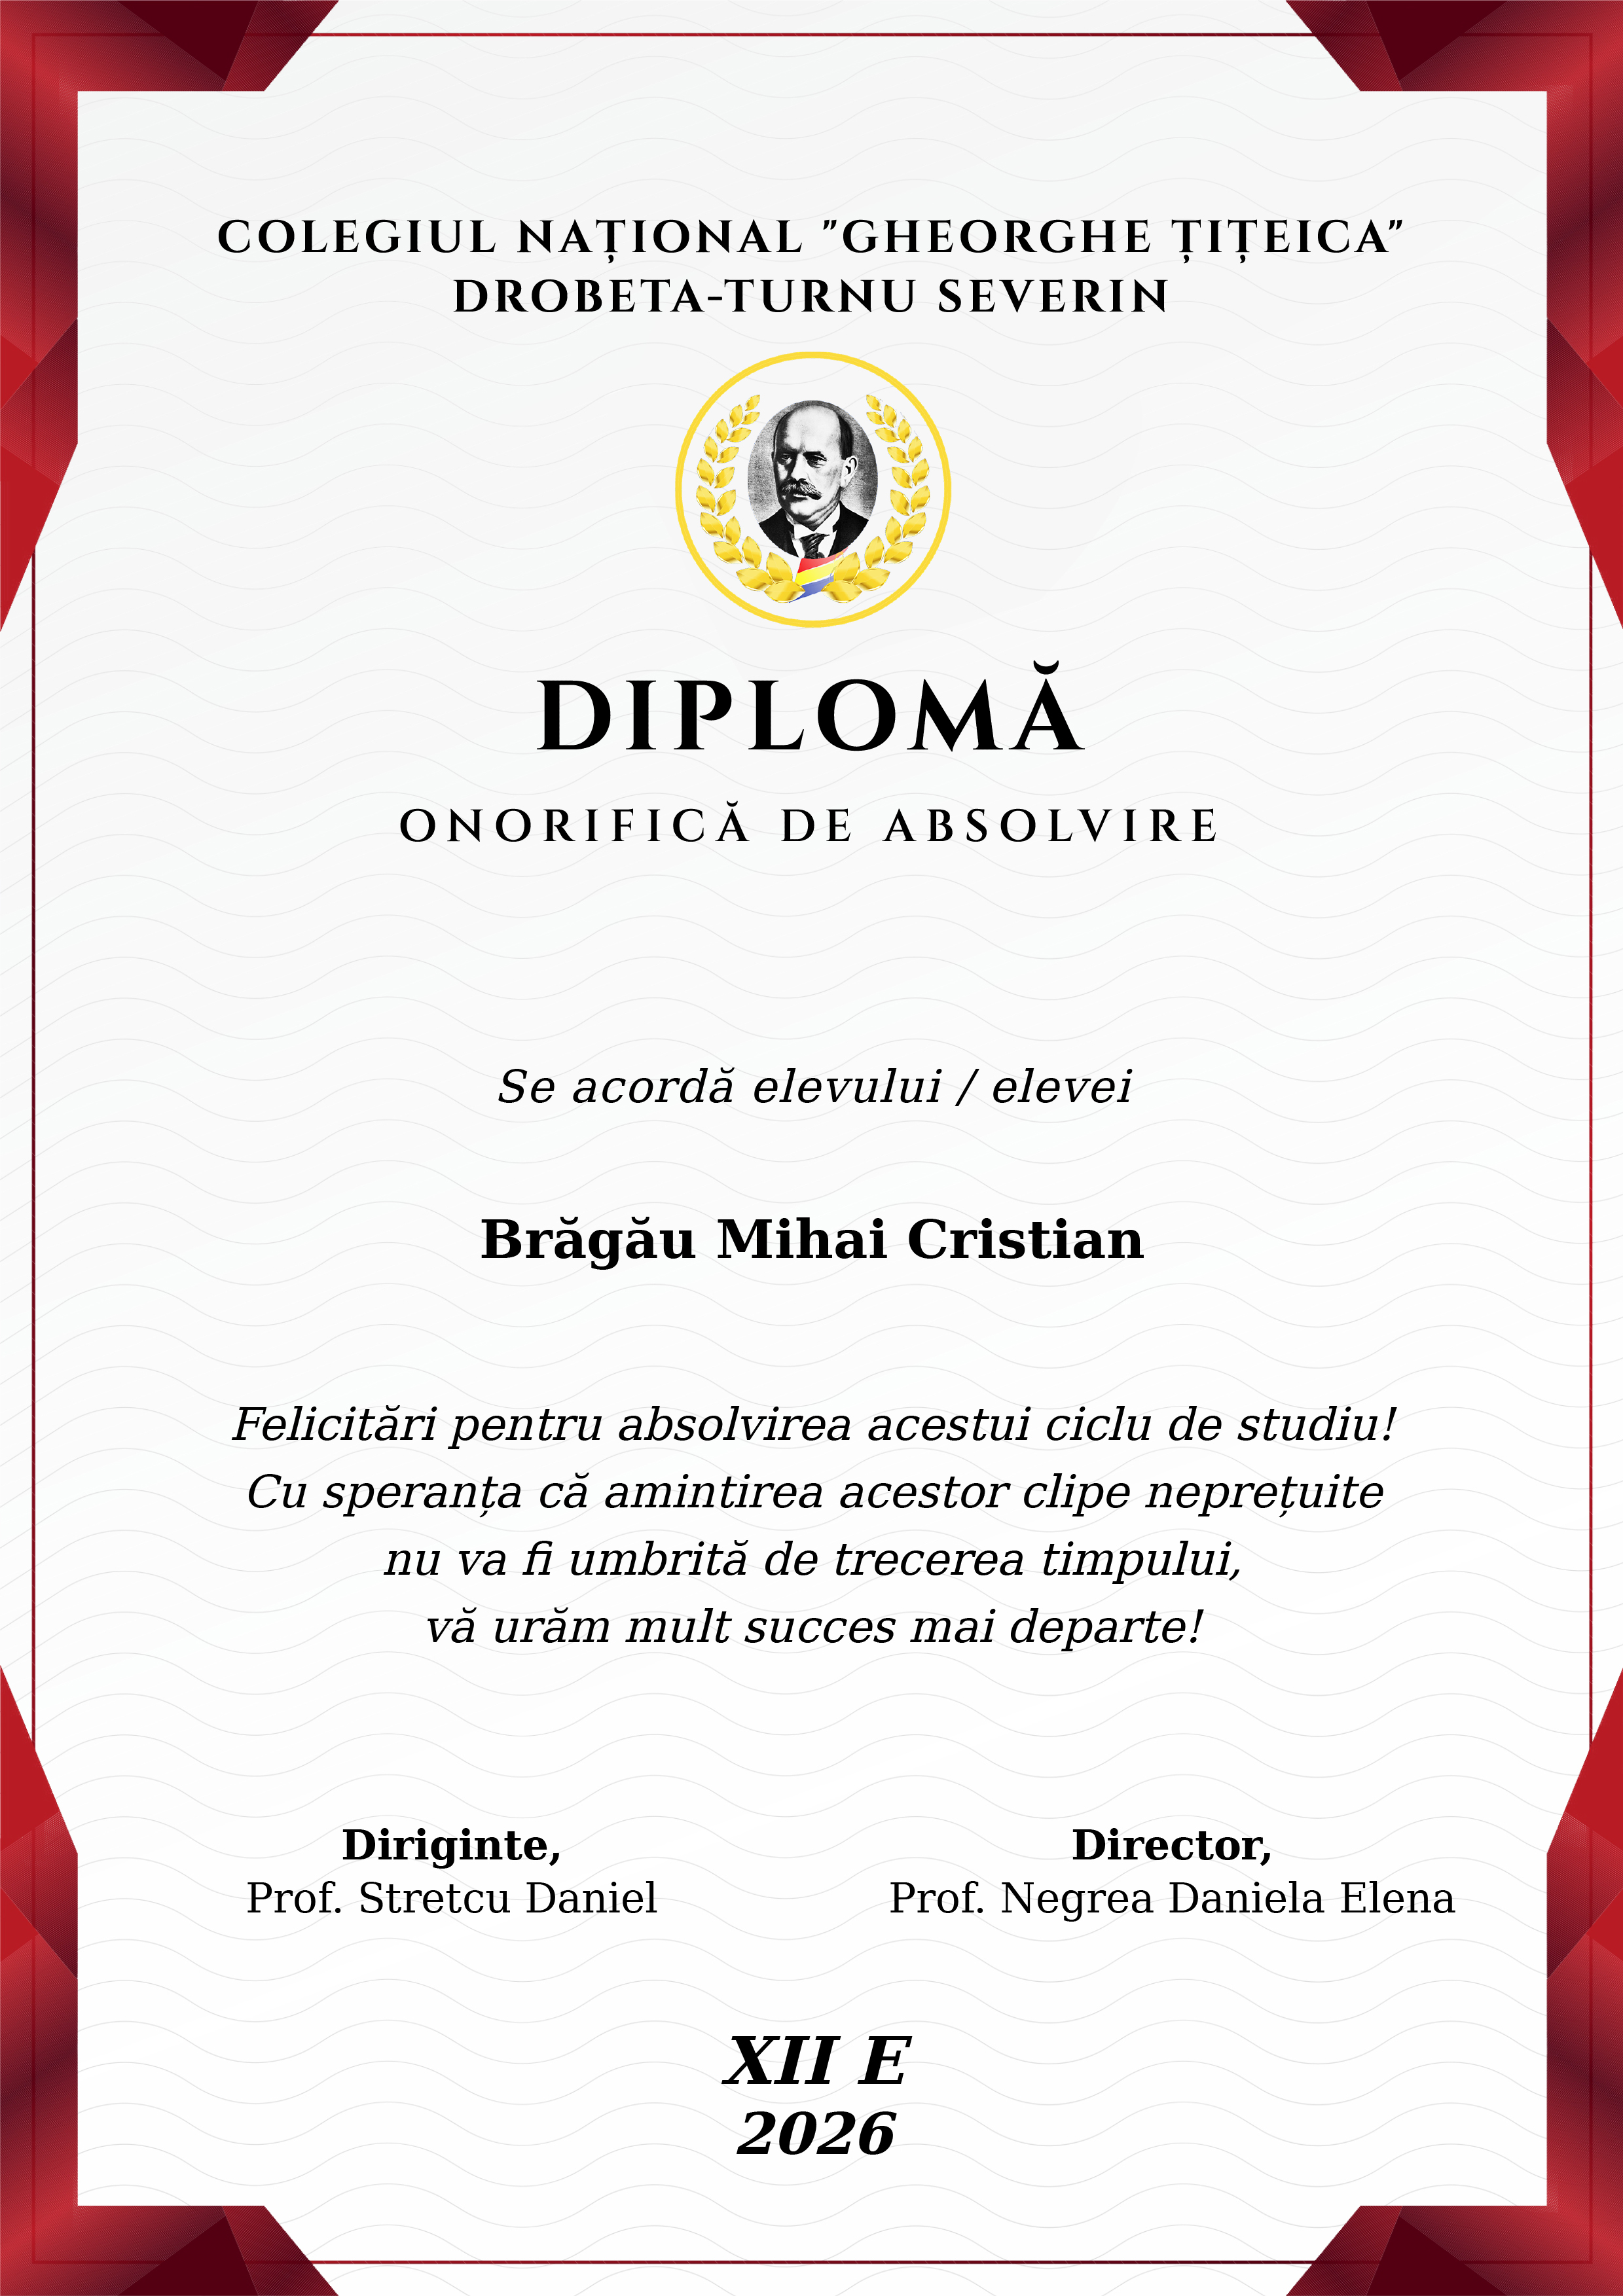 COLEGIUL NAȚIONAL "GHEORGHE ȚIȚEICA"
DROBETA-TURNU SEVERIN
DIPLOMĂ
ONORIFICĂ DE ABSOLVIRE
Se acordă elevului / elevei
Brăgău Mihai Cristian
Felicitări pentru absolvirea acestui ciclu de studiu!
Cu speranța că amintirea acestor clipe neprețuite
nu va fi umbrită de trecerea timpului,
vă urăm mult succes mai departe!
Diriginte,
Prof. Stretcu Daniel
Director,
Prof. Negrea Daniela Elena
XII E
2026